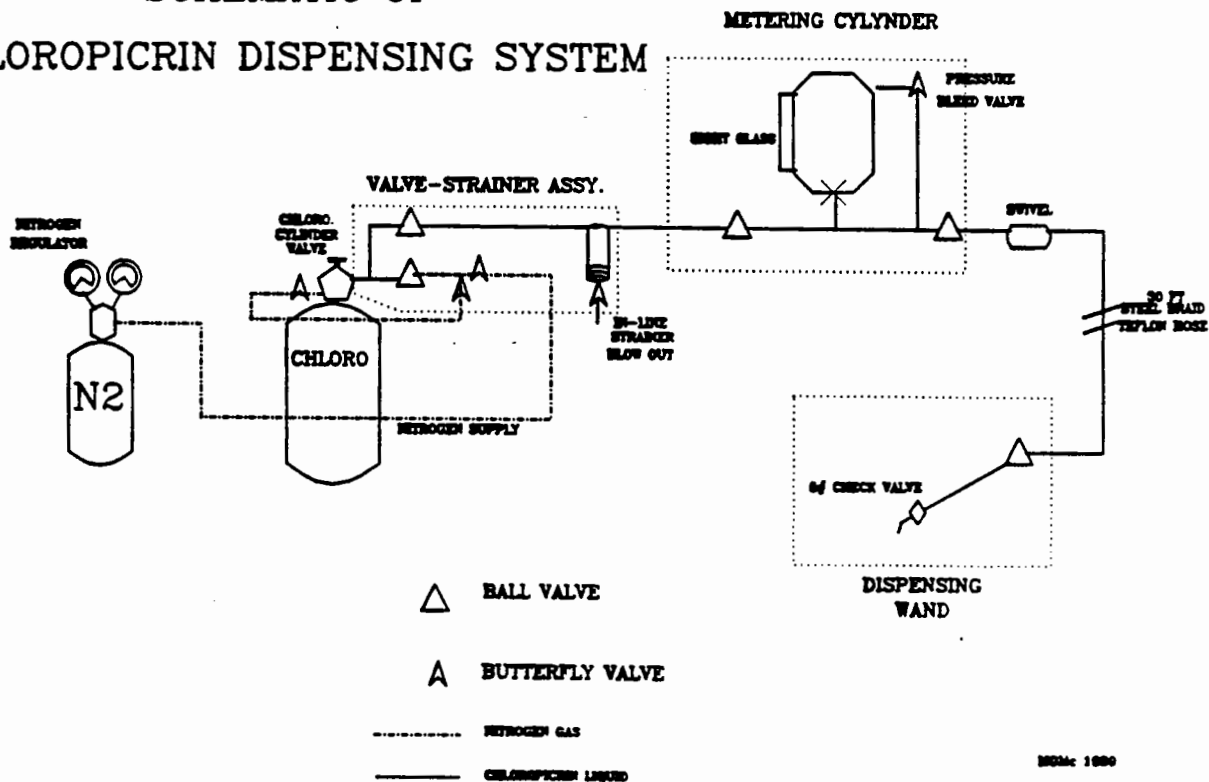 SCHEMATIC OF
LOROPICRIN DISPENSING SYSTEM
METERING CYLYNDER
PRESSURE
BLEED VALVE
SIGHT GLASS
VALVE-STRAINER ASSY.
CHLORO.
CYLINDER
VALVE
NITROGEN
REGULATOR
SWIVEL
FT
STEEL BRAID
TEFLON HOSE
IN-LINE
STRAINER
BLOW OUT
CHLORO
N2
NITROGEN SUPPLY
CHECK VALVE
DISPENSING
WAND
BALL VALVE
BUTTERFLY VALVE
NITROGEN GAS
CHLOROPICRIN LIQUID